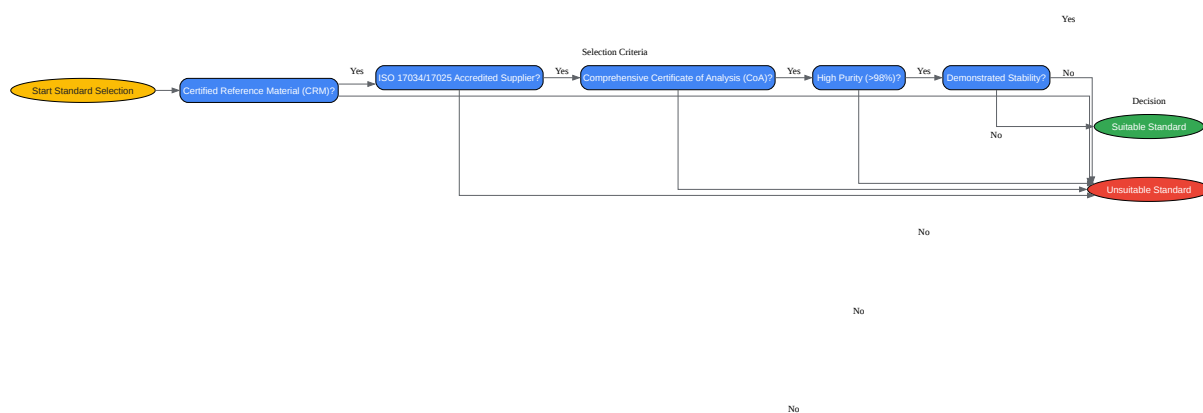 Yes
Selection Criteria
Start Standard Selection
Certified Reference Material (CRM)?
Yes
ISO 17034/17025 Accredited Supplier?
Yes
Comprehensive Certificate of Analysis (CoA)?
Yes
High Purity (>98%)?
Yes
Demonstrated Stability?
No
Decision
Suitable Standard
No
Unsuitable Standard
No
No
No